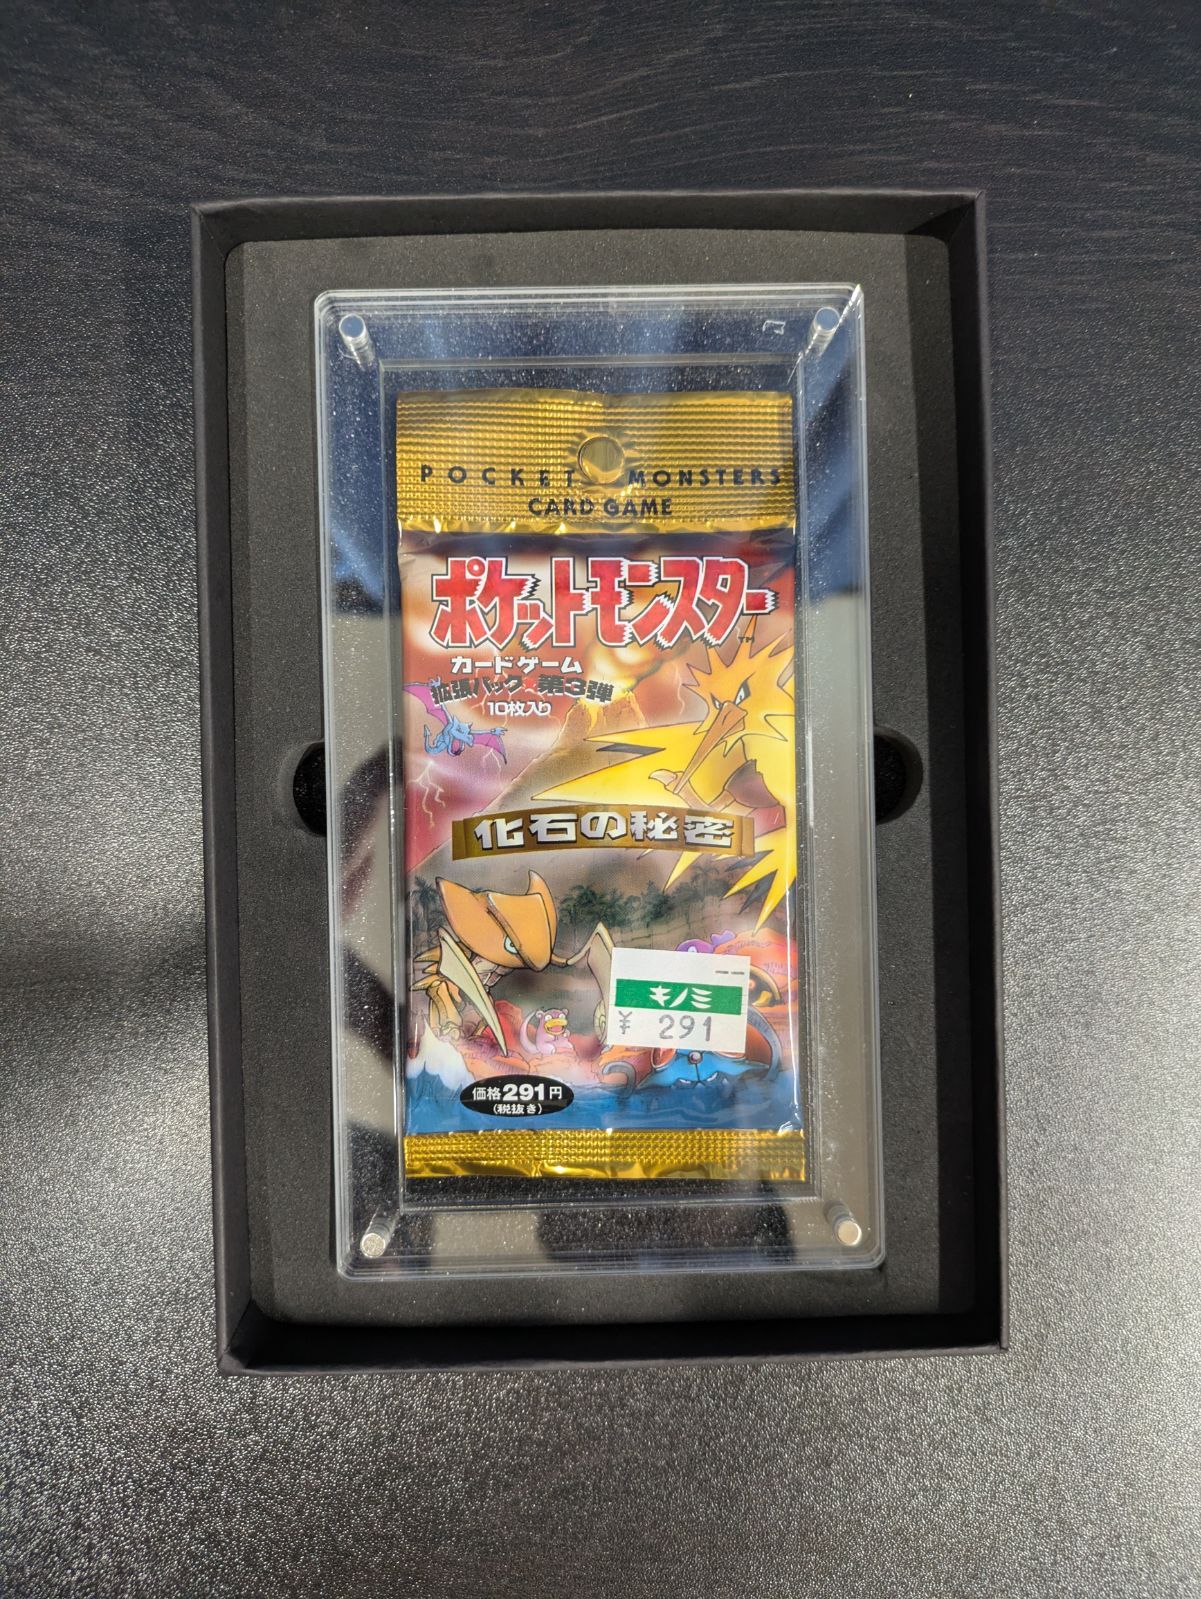 POCKET MONSTERS
CARD GAME
ポケットモンスター
TM
カードゲーム
拡張パック★第3弾
10枚入り
化石の秘密
キノミ
¥ 291
価格291円
(税抜き)